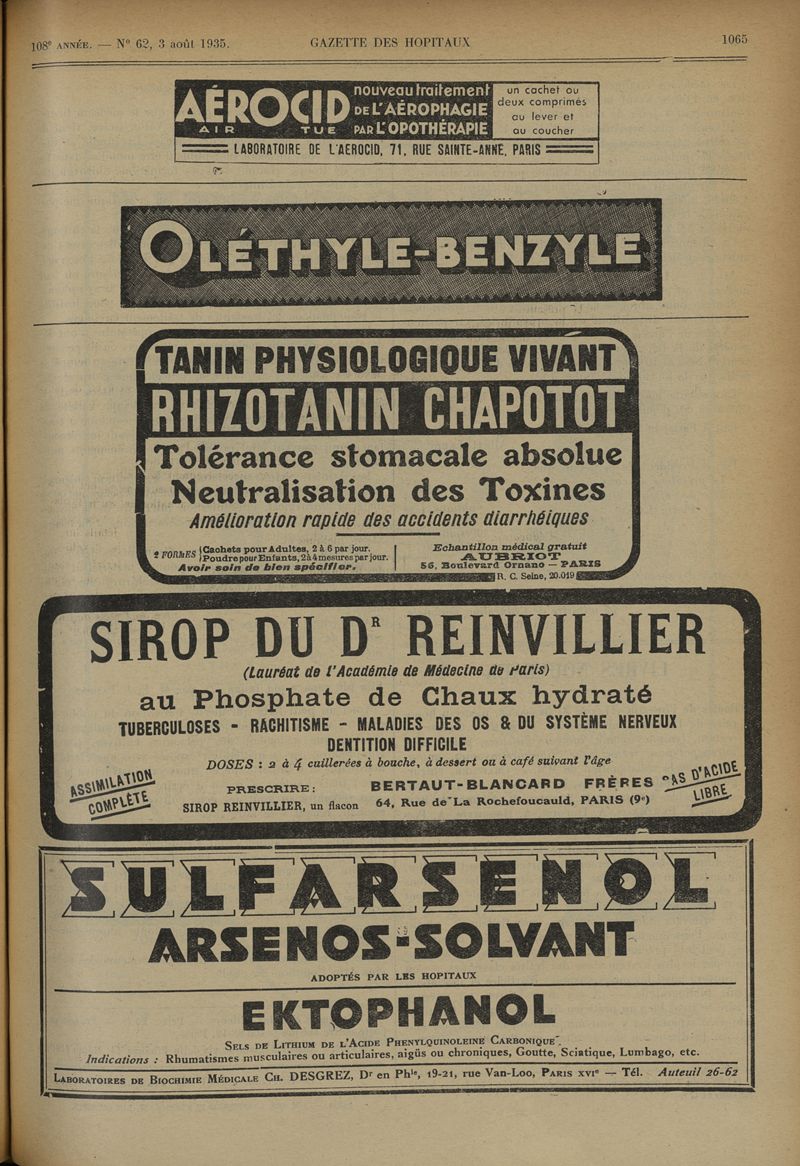 108e ANNÉE. — N° 62, 3 août 1935. GAZETTE DES HOPITAUX 1065
AÉROCID
AIR TUE
nouveau traitement
DE L'AÉROPHAGIE
PAR L'OPOTHÉRAPIE
un cachet ou
deux comprimés
au lever et
au coucher
LABORATOIRE DE L'AEROCID, 71, RUE SAINTE-ANNE, PARIS
OLÉTHYLE-BENZYLE
TANIN PHYSIOLOGIQUE VIVANT
RHIZOTANIN CHAPOTOT
Tolérance stomacale absolue
Neutralisation des Toxines
Amélioration rapide des accidents diarrhéiques
2 FORMES
Cachets pour Adultes, 2 à 6 par jour.
Poudre pour Enfants, 2 à 4 mesures par jour.
Avoir soin de bien spécifier.
Echantillon médical gratuit
AUBRIOT
56, Boulevard Ornano — PARIS
R. C. Seine, 20.019
SIROP DU DR REINVILLIER
(Lauréat de l'Académie de Médecine de Paris)
au Phosphate de Chaux hydraté
TUBERCULOSES - RACHITISME - MALADIES DES OS & DU SYSTÈME NERVEUX
DENTITION DIFFICILE
DOSES : 2 à 4 cuillerées à bouche, à dessert ou à café suivant l'âge
ASSIMILATION
COMPLÈTE
PRESCRIRE :
SIROP REINVILLIER, un flacon
BERTAUT-BLANCARD FRÈRES
64, Rue de La Rochefoucauld, PARIS (9e)
PAS D'ACIDE
LIBRE
SULFARSENOL
ARSENOS-SOLVANT
ADOPTÉS PAR LES HOPITAUX
EKTOPHANOL
SELS DE LITHIUM DE L'ACIDE PHENYLQUINOLEINE CARBONIQUE
Indications : Rhumatismes musculaires ou articulaires, aigüs ou chroniques, Goutte, Sciatique, Lumbago, etc.
LABORATOIRES DE BIOCHIMIE MÉDICALE CH. DESGREZ, Dr en Phie, 19-21, rue Van-Loo, PARIS XVIe — Tél. Auteuil 26-62